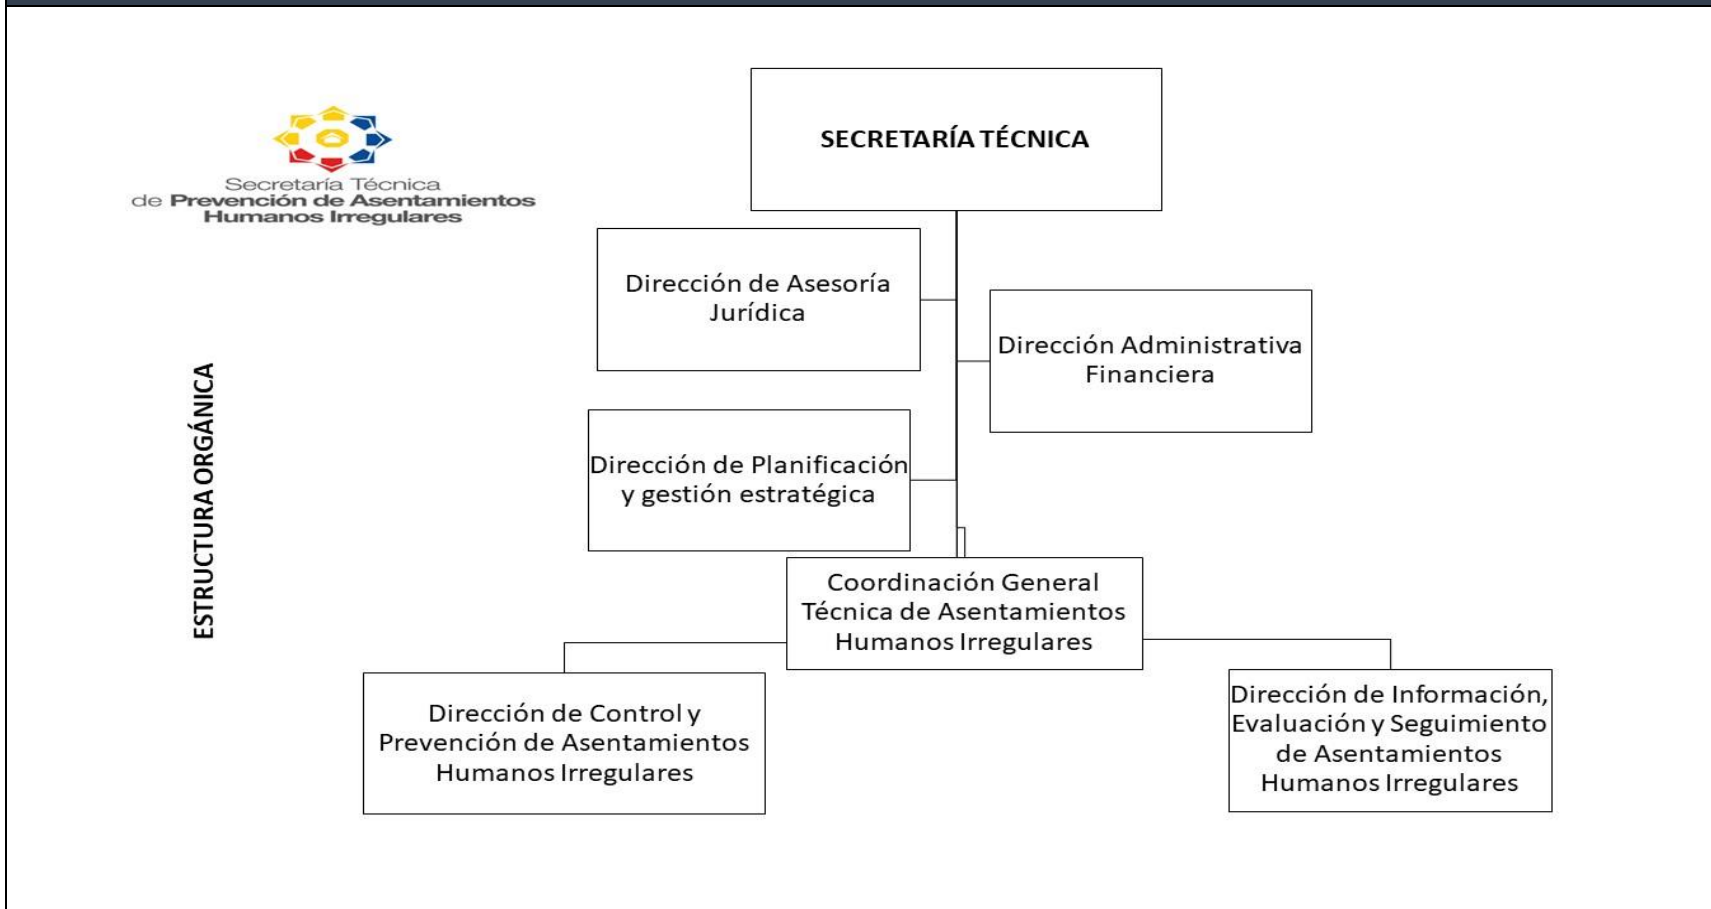 Secretaría Técnica
de Prevención de Asentamientos
Humanos Irregulares
ESTRUCTURA ORGÁNICA
SECRETARÍA TÉCNICA
Dirección de Asesoría
Jurídica
Dirección Administrativa
Financiera
Dirección de Planificación
y gestión estratégica
Coordinación General
Técnica de Asentamientos
Humanos Irregulares
Dirección de Control y
Prevención de Asentamientos
Humanos Irregulares
Dirección de Información,
Evaluación y Seguimiento
de Asentamientos
Humanos Irregulares